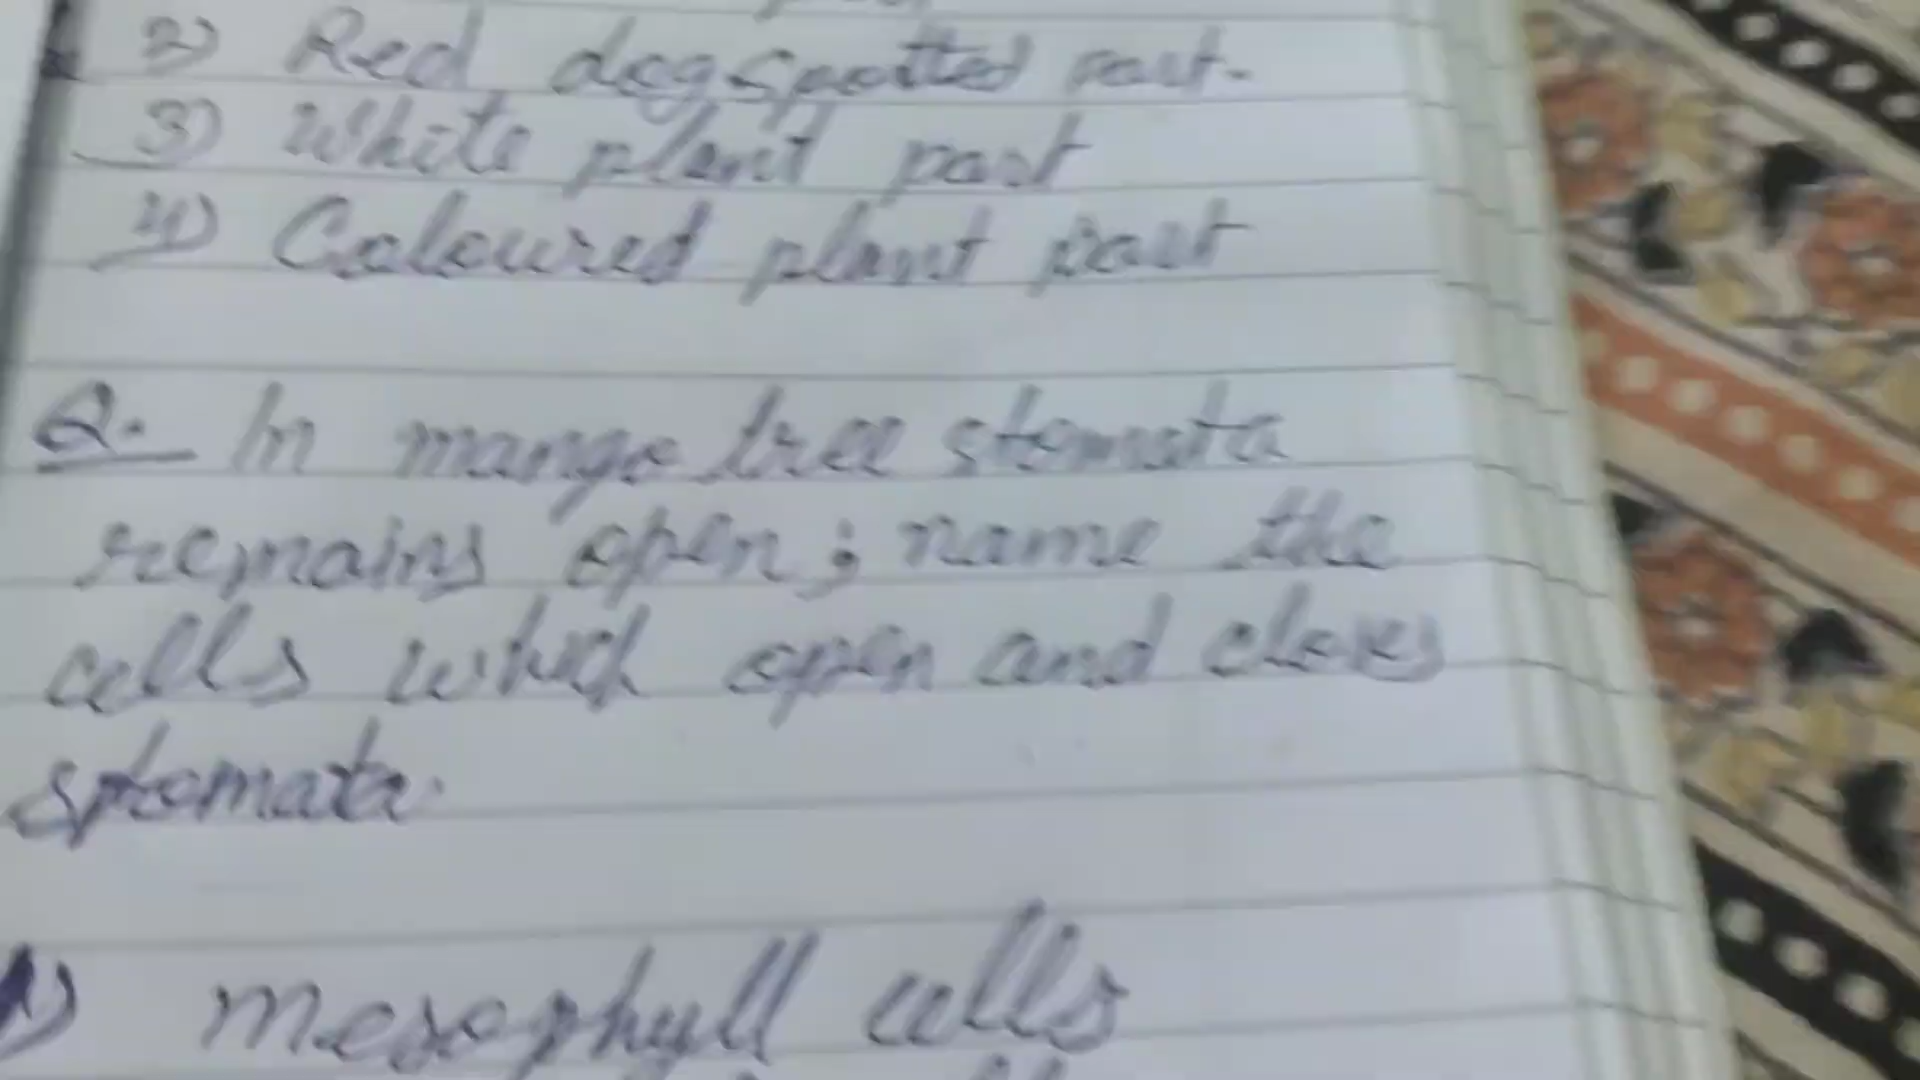 2) Red dog spotted part.
3) White plant part
4) Coloured plant part
Q. In mango tree stomata
remains open; name the
cells which open and closes
stomata.
1) Mesophyll cells